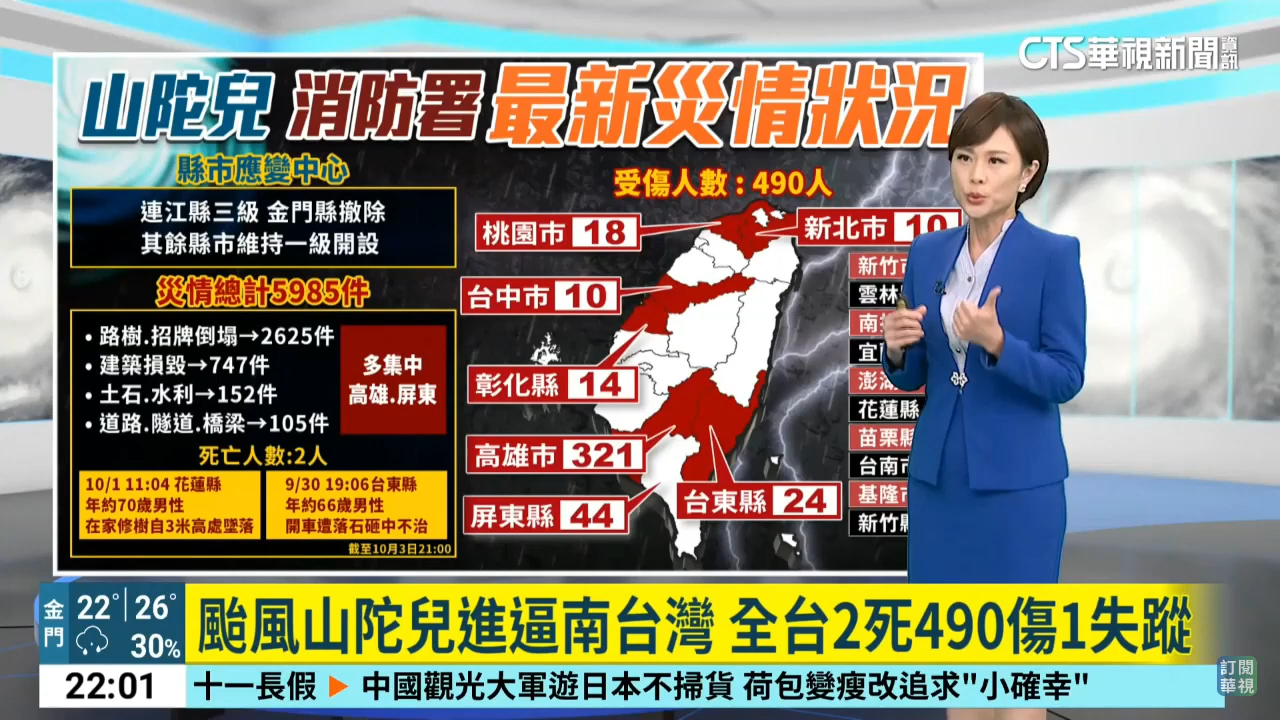 CTS華視新聞資訊
山陀兒 消防署 最新災情狀況
縣市應變中心
連江縣三級 金門縣撤除
其餘縣市維持一級開設
災情總計5985件
• 路樹.招牌倒塌→2625件
• 建築損毀→747件
• 土石.水利→152件
• 道路.隧道.橋梁→105件
多集中
高雄.屏東
死亡人數:2人
10/1 11:04 花蓮縣
年約70歲男性
在家修樹自3米高處墜落
9/30 19:06台東縣
年約66歲男性
開車遭落石砸中不治
截至10月3日21:00
受傷人數:490人
桃園市 18
新北市 10
台中市 10
彰化縣 14
高雄市 321
屏東縣 44
台東縣 24
新竹
雲林
南
宜
澎
花蓮縣
苗栗縣
台南市
基隆市
新竹縣
金門
22° 26°
30%
颱風山陀兒進逼南台灣 全台2死490傷1失蹤
22:01
十一長假 ▶ 中國觀光大軍遊日本不掃貨 荷包變瘦改追求"小確幸"
訂閱
華視